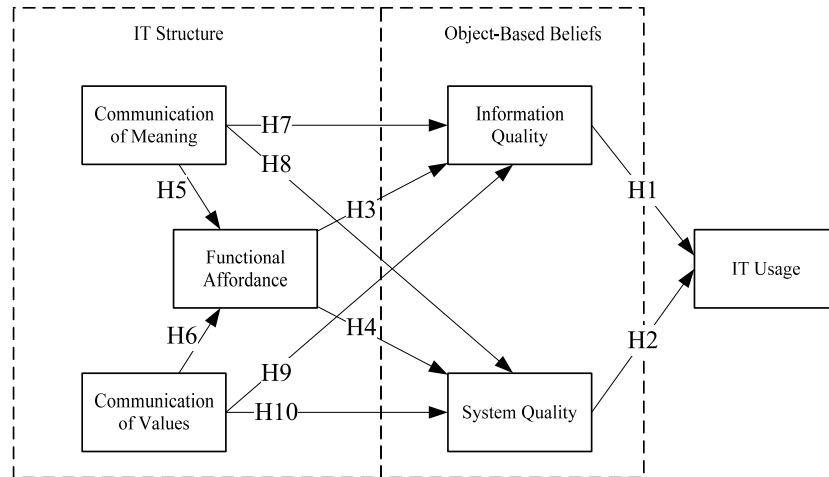 IT Structure
Object-Based Beliefs
Communication
of Meaning
Information
Quality
H7
H8
H5
H3
H1
Functional
Affordance
IT Usage
H6
H4
H2
H9
Communication
of Values
H10
System Quality